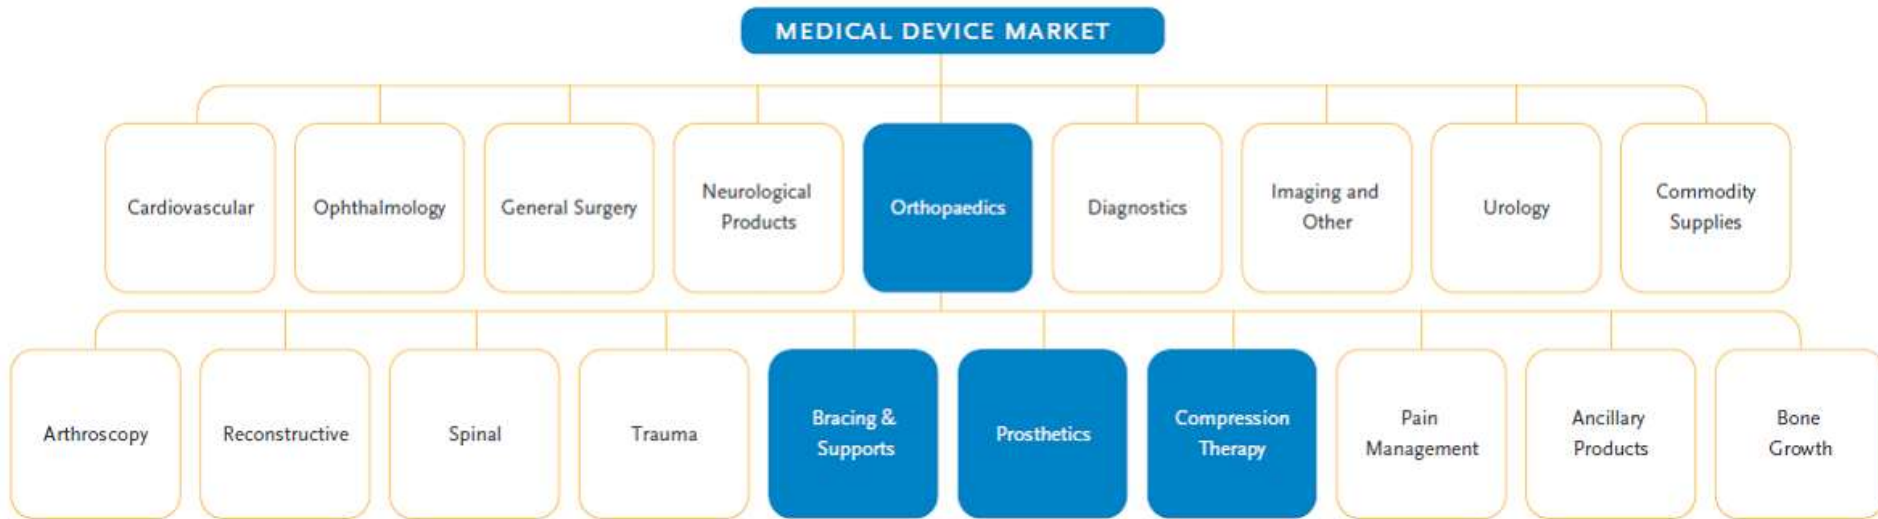 MEDICAL DEVICE MARKET
Cardiovascular
Ophthalmology
General Surgery
Neurological
Products
Orthopaedics
Diagnostics
Imaging and
Other
Urology
Commodity
Supplies
Arthroscopy
Reconstructive
Spinal
Trauma
Bracing &
Supports
Prosthetics
Compression
Therapy
Pain
Management
Ancillary
Products
Bone
Growth